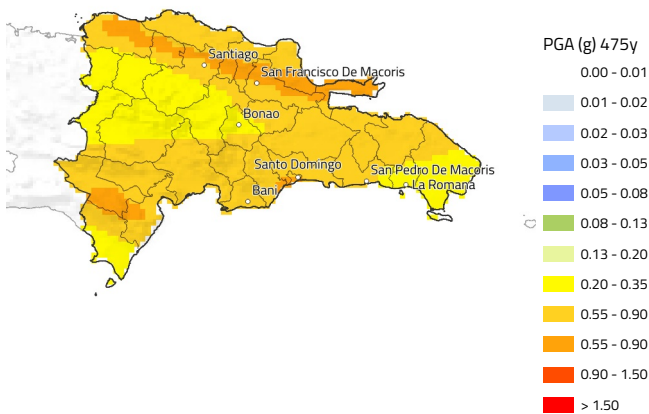 Santiago
San Francisco De Macoris
Bonao
Santo Domingo
San Pedro De Macoris
La Romana
Bani
PGA (g) 475y
0.00 - 0.01
0.01 - 0.02
0.02 - 0.03
0.03 - 0.05
0.05 - 0.08
0.08 - 0.13
0.13 - 0.20
0.20 - 0.35
0.55 - 0.90
0.55 - 0.90
0.90 - 1.50
> 1.50